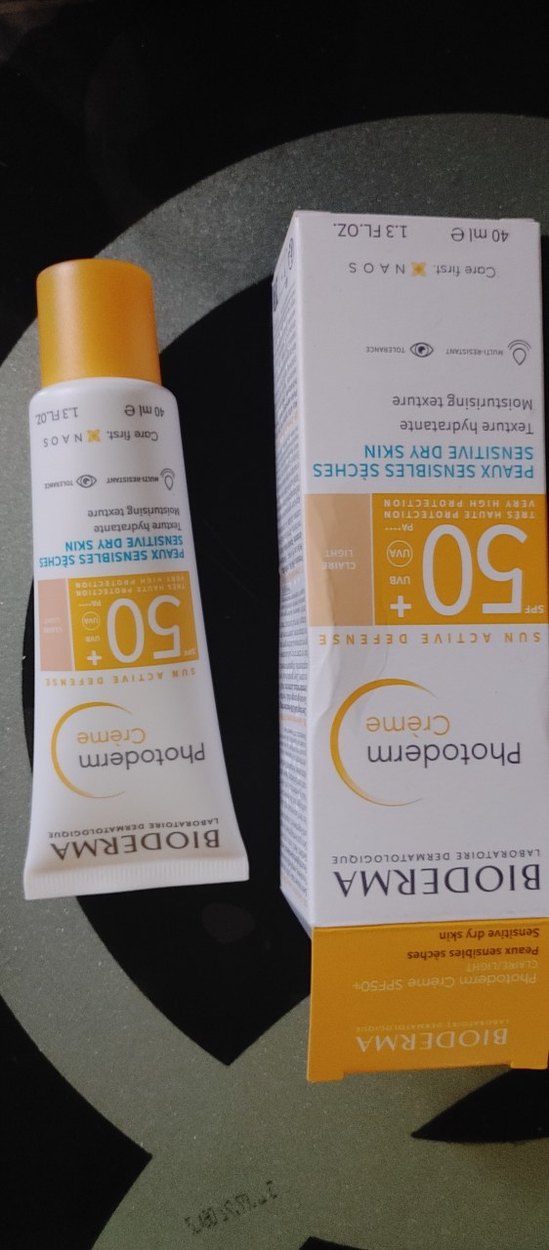 BIODERMA
LABORATOIRE DERMATOLOGIQUE
Photoderm Crème SPF50+
CLAIRE/LIGHT
Peaux sensibles sèches
Sensitive dry skin
BIODERMA
LABORATOIRE DERMATOLOGIQUE
Photoderm
Crème
SUN ACTIVE DEFENSE
SPF 50+
UVB
UVA
PA++++
TRÈS HAUTE PROTECTION
VERY HIGH PROTECTION
CLAIRE
LIGHT
PEAUX SENSIBLES SÈCHES
SENSITIVE DRY SKIN
Texture hydratante
Moisturising texture
MULTI-RESISTANT
TOLERANCE
Care first. NAOS
40 ml e 1.3 FL.OZ.
BIODERMA
LABORATOIRE DERMATOLOGIQUE
Photoderm
Crème
SUN ACTIVE DEFENSE
SPF 50+
UVB
UVA
PA++++
TRÈS HAUTE PROTECTION
VERY HIGH PROTECTION
CLAIRE
LIGHT
PEAUX SENSIBLES SÈCHES
SENSITIVE DRY SKIN
Texture hydratante
Moisturising texture
MULTI-RESISTANT
TOLERANCE
Care first. NAOS
40 ml e 1.3 FL.OZ.